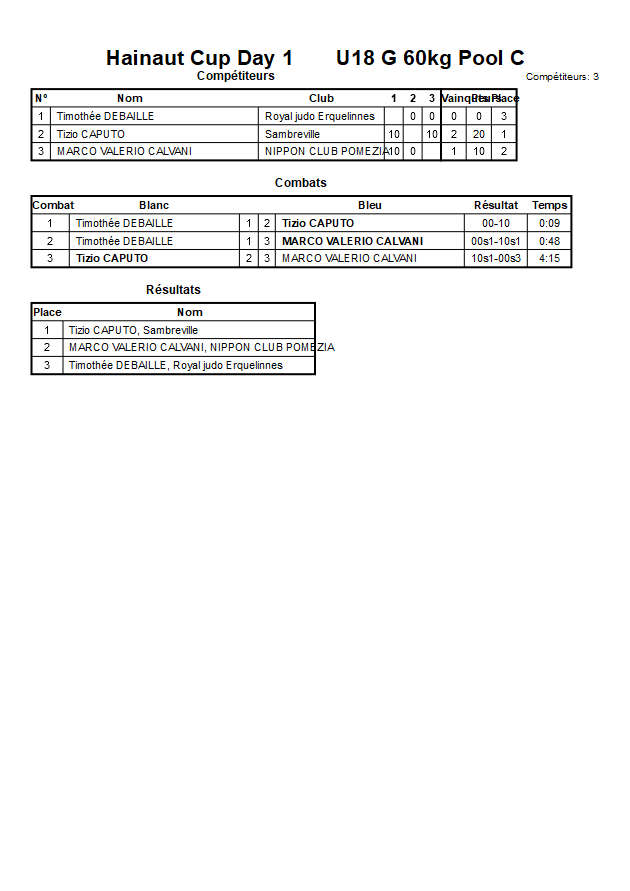 Hainaut Cup Day 1 U18 G 60kg Pool C
Compétiteurs
Compétiteurs: 3
N° Nom Club 1 2 3 Vainqueurs Pts Place
1 Timothée DEBAILLE Royal judo Erquelinnes 0 0 0 0 3
2 Tizio CAPUTO Sambreville 10 10 2 20 1
3 MARCO VALERIO CALVANI NIPPON CLUB POMEZIA 10 0 1 10 2
Combats
Combat Blanc Bleu Résultat Temps
1 Timothée DEBAILLE 1 2 Tizio CAPUTO 00-10 0:09
2 Timothée DEBAILLE 1 3 MARCO VALERIO CALVANI 00s1-10s1 0:48
3 Tizio CAPUTO 2 3 MARCO VALERIO CALVANI 10s1-00s3 4:15
Résultats
Place Nom
1 Tizio CAPUTO, Sambreville
2 MARCO VALERIO CALVANI, NIPPON CLUB POMEZIA
3 Timothée DEBAILLE, Royal judo Erquelinnes